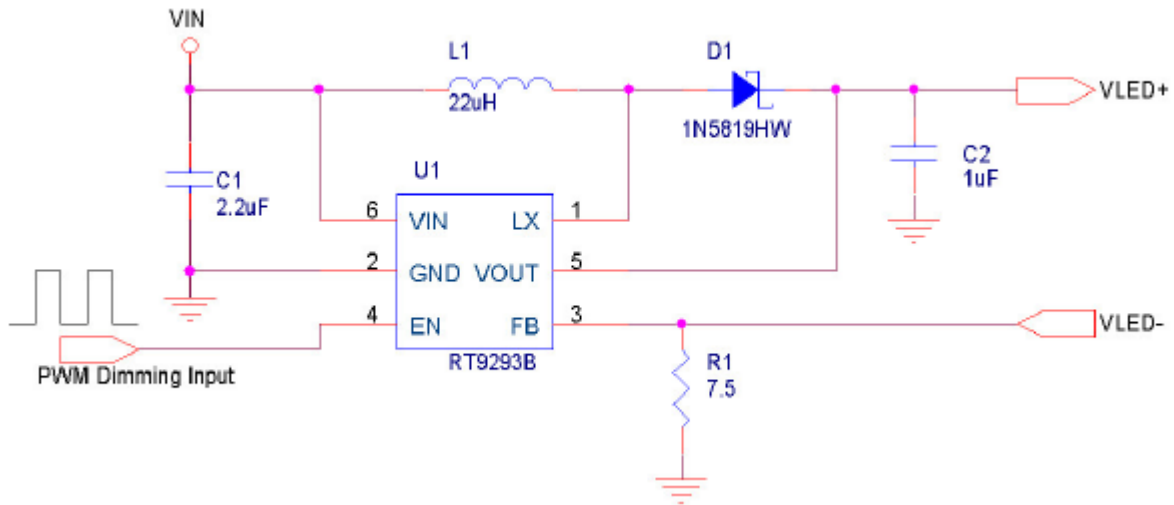 VIN
L1
22uH
D1
1N5819HW
VLED+
C1
2.2uF
C2
1uF
U1
6 VIN LX 1
2 GND VOUT 5
4 EN FB 3
RT9293B
VLED-
PWM Dimming Input
R1
7.5